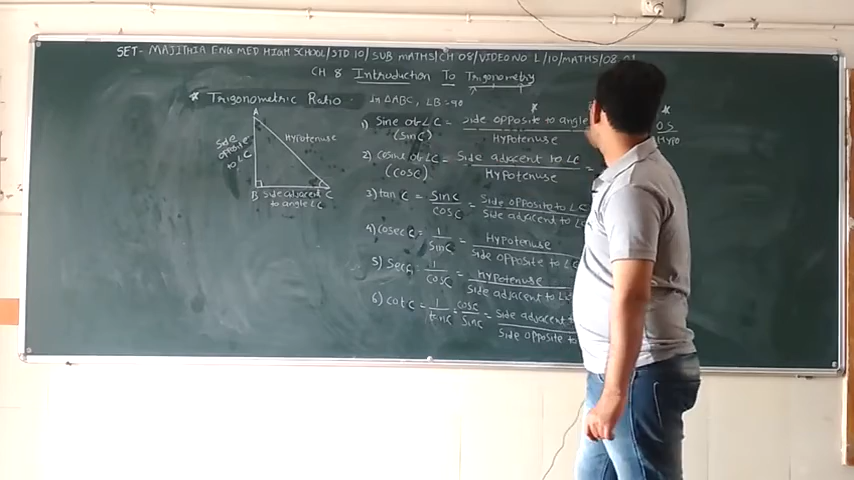 SET- MAJITHIA ENG MED HIGH SCHOOL/STD 10/SUB MATHS/CH 08/VIDEO NO L/10/MATHS/08-01
CH 8 Introduction To Trigonometry
* Trigonometric Ratio
In ΔABC, ∠B = 90
A
Side opposite to ∠C
Hypotenuse
B Side adjacent C
to angle ∠C
1) Sine of ∠C = Side opposite to angle / Hypotenuse
(sin C)
OS / Hypo
2) Cosine of ∠C = Side adjacent to ∠C / Hypotenuse =
(cos C)
3) tan C = Sin C / Cos C = Side opposite to ∠C / Side adjacent to ∠C
4) Cosec C = 1 / Sin C = Hypotenuse / Side opposite to ∠C
5) Sec C = 1 / Cos C = Hypotenuse / Side adjacent to ∠C
6) Cot C = 1 / tan C = Cos C / Sin C = Side adjacent t / Side opposite to